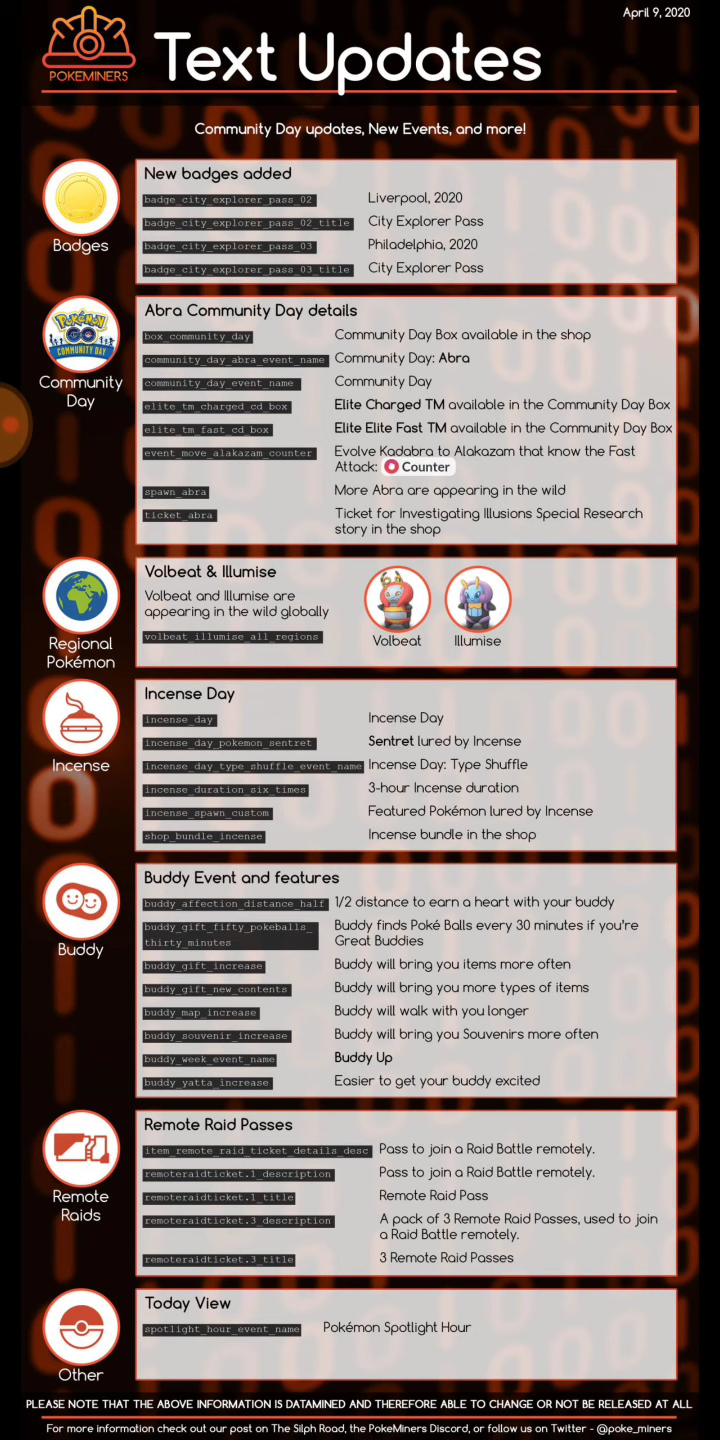 April 9, 2020
POKEMINERS
Text Updates
Community Day updates, New Events, and more!
Badges
New badges added
badge_city_explorer_pass_02 Liverpool, 2020
badge_city_explorer_pass_02_title City Explorer Pass
badge_city_explorer_pass_03 Philadelphia, 2020
badge_city_explorer_pass_03_title City Explorer Pass
Pokémon
GO
COMMUNITY DAY
Community
Day
Abra Community Day details
box_community_day Community Day Box available in the shop
community_day_abra_event_name Community Day: Abra
community_day_event_name Community Day
elite_tm_charged_cd_box Elite Charged TM available in the Community Day Box
elite_tm_fast_cd_box Elite Elite Fast TM available in the Community Day Box
event_move_alakazam_counter Evolve Kadabra to Alakazam that know the Fast
Attack: Counter
spawn_abra More Abra are appearing in the wild
ticket_abra Ticket for Investigating Illusions Special Research
story in the shop
Regional
Pokémon
Volbeat & Illumise
Volbeat and Illumise are
appearing in the wild globally
volbeat_illumise_all_regions
Volbeat Illumise
Incense
Incense Day
incense_day Incense Day
incense_day_pokemon_sentret Sentret lured by Incense
incense_day_type_shuffle_event_name Incense Day: Type Shuffle
incense_duration_six_times 3-hour Incense duration
incense_spawn_custom Featured Pokémon lured by Incense
shop_bundle_incense Incense bundle in the shop
Buddy
Buddy Event and features
buddy_affection_distance_half 1/2 distance to earn a heart with your buddy
buddy_gift_fifty_pokeballs_ Buddy finds Poké Balls every 30 minutes if you're
thirty_minutes Great Buddies
buddy_gift_increase Buddy will bring you items more often
buddy_gift_new_contents Buddy will bring you more types of items
buddy_map_increase Buddy will walk with you longer
buddy_souvenir_increase Buddy will bring you Souvenirs more often
buddy_week_event_name Buddy Up
buddy_yatta_increase Easier to get your buddy excited
Remote
Raids
Remote Raid Passes
item_remote_raid_ticket_details_desc Pass to join a Raid Battle remotely.
remoteraidticket.1_description Pass to join a Raid Battle remotely.
remoteraidticket.1_title Remote Raid Pass
remoteraidticket.3_description A pack of 3 Remote Raid Passes, used to join
a Raid Battle remotely.
remoteraidticket.3_title 3 Remote Raid Passes
Other
Today View
spotlight_hour_event_name Pokémon Spotlight Hour
PLEASE NOTE THAT THE ABOVE INFORMATION IS DATAMINED AND THEREFORE ABLE TO CHANGE OR NOT BE RELEASED AT ALL
For more information check out our post on The Silph Road, the PokeMiners Discord, or follow us on Twitter - @poke_miners